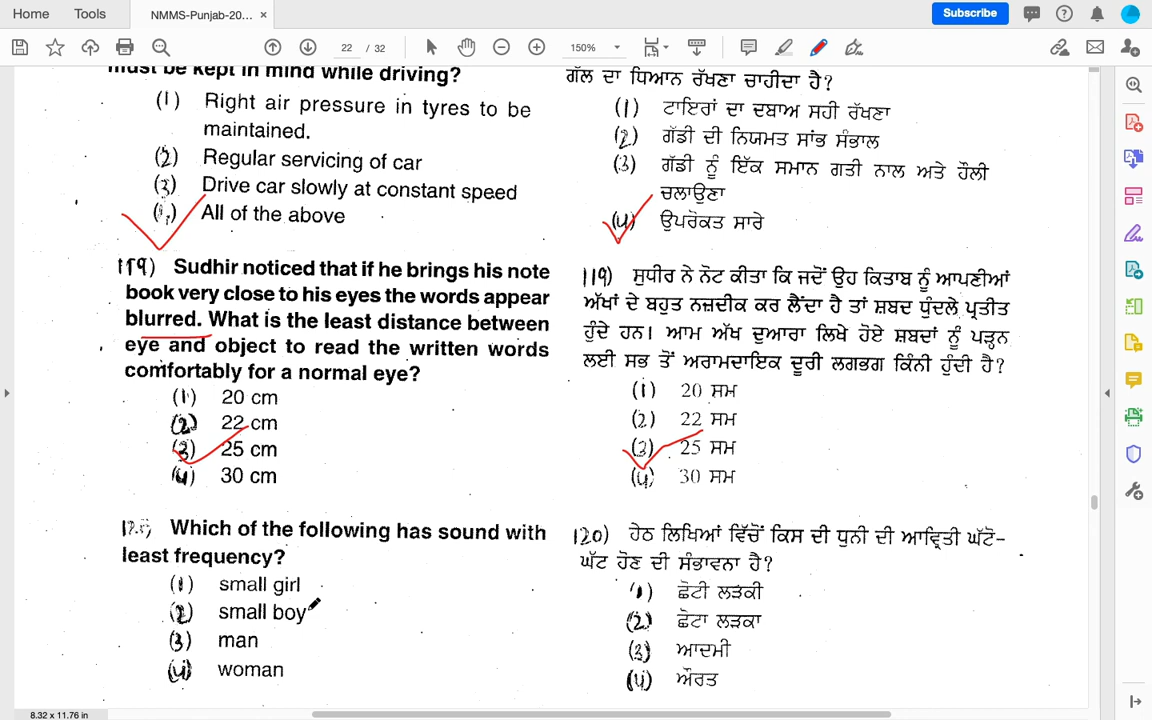 Home
Tools
NMMS-Punjab-20... ×
Subscribe
22 / 32
150%
must be kept in mind while driving?
(1) Right air pressure in tyres to be
maintained.
(2) Regular servicing of car
(3) Drive car slowly at constant speed
(4) All of the above
119) Sudhir noticed that if he brings his note
book very close to his eyes the words appear
blurred. What is the least distance between
eye and object to read the written words
comfortably for a normal eye?
(1) 20 cm
(2) 22 cm
(3) 25 cm
(4) 30 cm
120) Which of the following has sound with
least frequency?
(1) small girl
(2) small boy
(3) man
(4) woman
ਗੱਲ ਦਾ ਧਿਆਨ ਰੱਖਣਾ ਚਾਹੀਦਾ ਹੈ?
(1) ਟਾਇਰਾਂ ਦਾ ਦਬਾਅ ਸਹੀ ਰੱਖਣਾ
(2) ਗੱਡੀ ਦੀ ਨਿਯਮਤ ਸਾਂਭ ਸੰਭਾਲ
(3) ਗੱਡੀ ਨੂੰ ਇੱਕ ਸਮਾਨ ਗਤੀ ਨਾਲ ਅਤੇ ਹੌਲੀ
ਚਲਾਉਣਾ
(4) ਉਪਰੋਕਤ ਸਾਰੇ
119) ਸੁਧੀਰ ਨੇ ਨੋਟ ਕੀਤਾ ਕਿ ਜਦੋਂ ਉਹ ਕਿਤਾਬ ਨੂੰ ਆਪਣੀਆਂ
ਅੱਖਾਂ ਦੇ ਬਹੁਤ ਨਜ਼ਦੀਕ ਕਰ ਲੈਂਦਾ ਹੈ ਤਾਂ ਸ਼ਬਦ ਧੁੰਦਲੇ ਪ੍ਰਤੀਤ
ਹੁੰਦੇ ਹਨ। ਆਮ ਅੱਖ ਦੁਆਰਾ ਲਿਖੇ ਹੋਏ ਸ਼ਬਦਾਂ ਨੂੰ ਪੜ੍ਹਨ
ਲਈ ਸਭ ਤੋਂ ਅਰਾਮਦਾਇਕ ਦੂਰੀ ਲਗਭਗ ਕਿੰਨੀ ਹੁੰਦੀ ਹੈ?
(1) 20 ਸਮ
(2) 22 ਸਮ
(3) 25 ਸਮ
(4) 30 ਸਮ
120) ਹੇਠ ਲਿਖਿਆਂ ਵਿੱਚੋਂ ਕਿਸ ਦੀ ਧੁਨੀ ਦੀ ਆਵ੍ਰਿਤੀ ਘੱਟੋ-
ਘੱਟ ਹੋਣ ਦੀ ਸੰਭਾਵਨਾ ਹੈ?
(1) ਛੋਟੀ ਲੜਕੀ
(2) ਛੋਟਾ ਲੜਕਾ
(3) ਆਦਮੀ
(4) ਔਰਤ
8.32 x 11.76 in